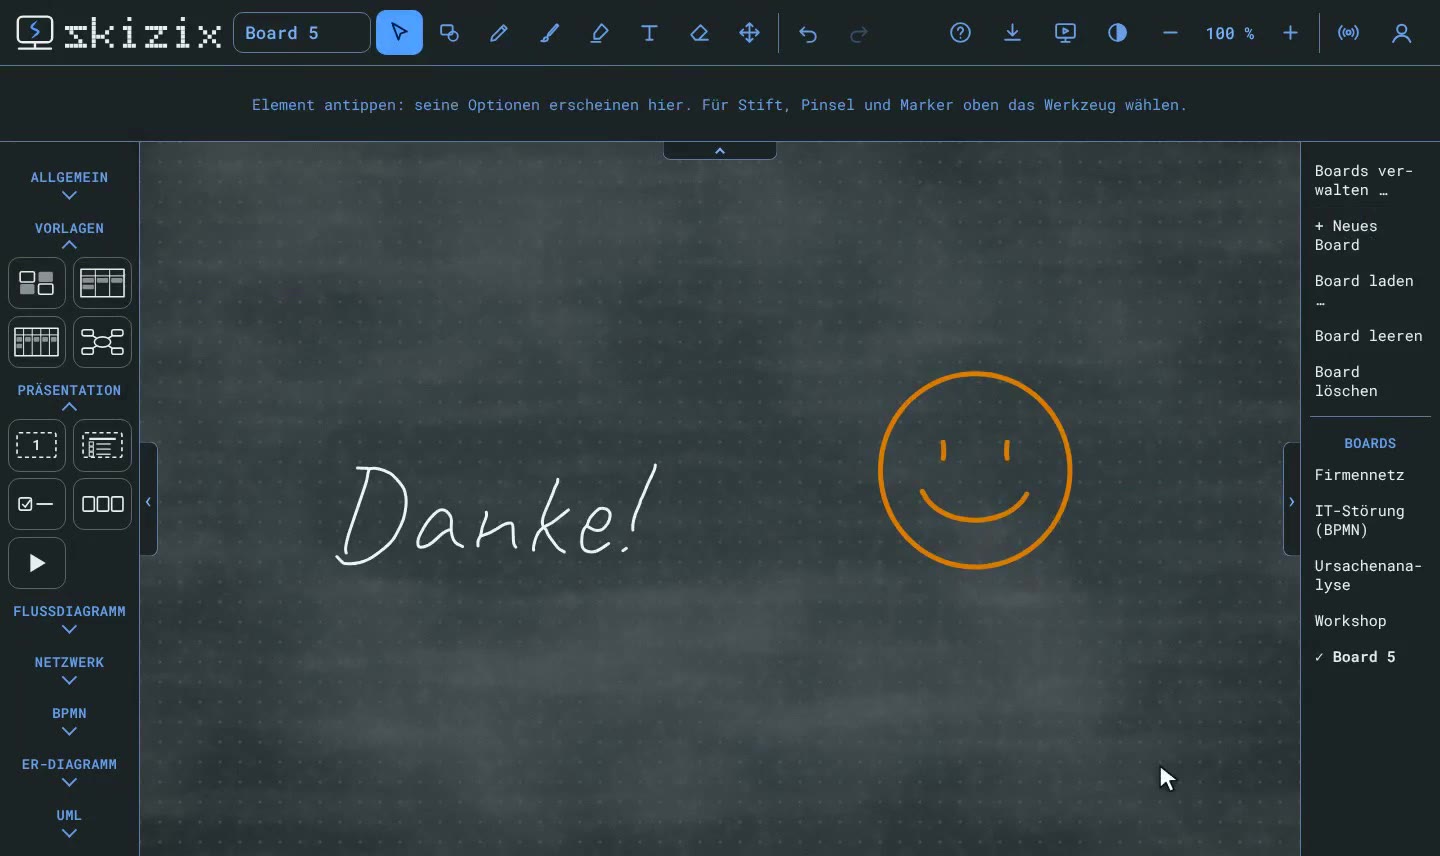 skizix
Board 5
100 %
Element antippen: seine Optionen erscheinen hier. Für Stift, Pinsel und Marker oben das Werkzeug wählen.
ALLGEMEIN
VORLAGEN
PRÄSENTATION
1
FLUSSDIAGRAMM
NETZWERK
BPMN
ER-DIAGRAMM
UML
Danke!
Boards ver-
walten …
+ Neues
Board
Board laden
…
Board leeren
Board
löschen
BOARDS
Firmennetz
IT-Störung
(BPMN)
Ursachenana-
lyse
Workshop
✓ Board 5